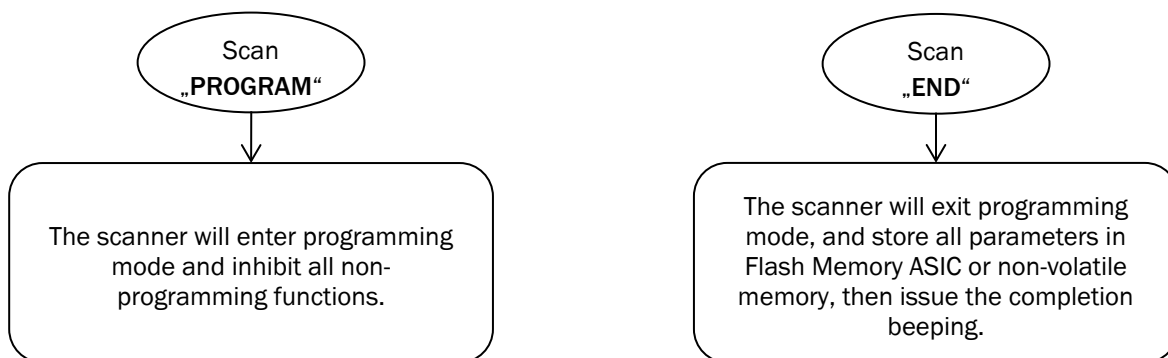 Scan
„PROGRAM“
The scanner will enter programming
mode and inhibit all non-
programming functions.
Scan
„END“
The scanner will exit programming
mode, and store all parameters in
Flash Memory ASIC or non-volatile
memory, then issue the completion
beeping.